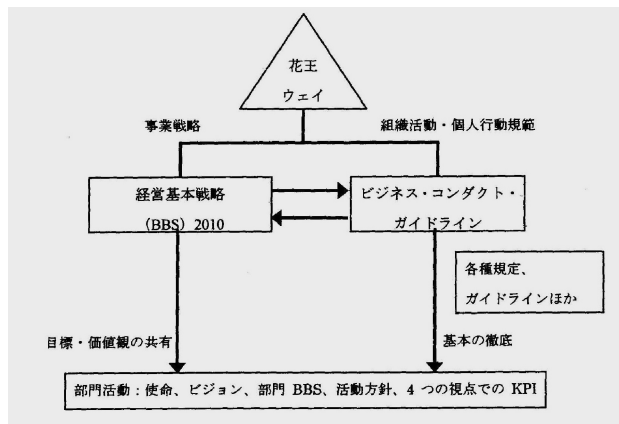 花王
ウェイ
事業戦略
組織活動・個人行動規範
経営基本戦略
(BBS) 2010
ビジネス・コンダクト・
ガイドライン
各種規定、
ガイドラインほか
目標・価値観の共有
基本の徹底
部門活動：使命、ビジョン、部門 BBS、活動方針、4 つの視点での KPI